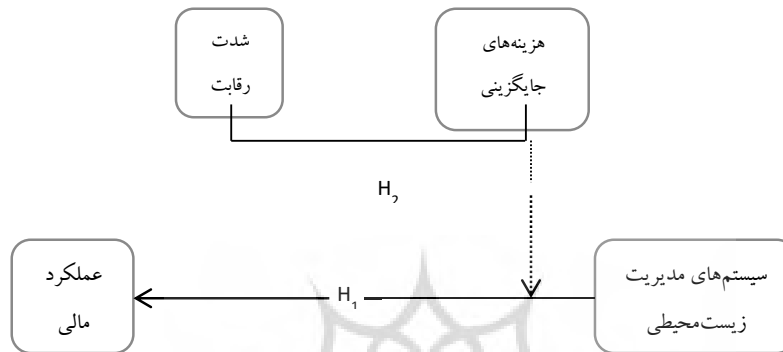 هزینه‌های
جایگزینی
شدت
رقابت
H₂
سیستم‌های مدیریت
زیست‌محیطی
H₁
عملکرد
مالی